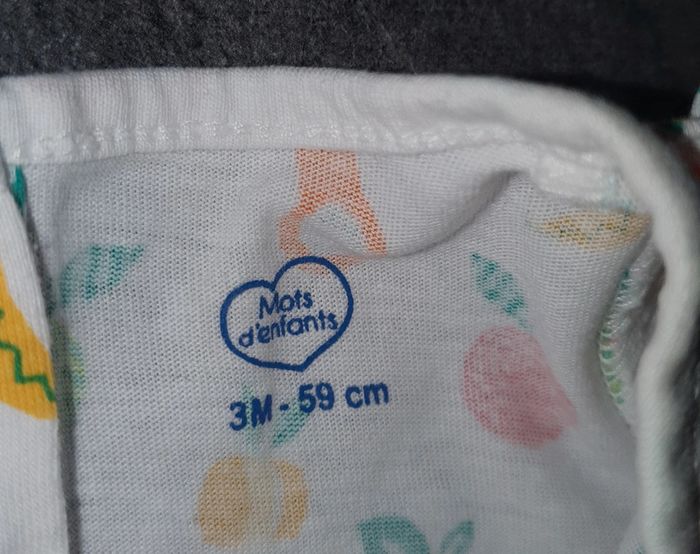 Mots
d'enfants
3M - 59 cm